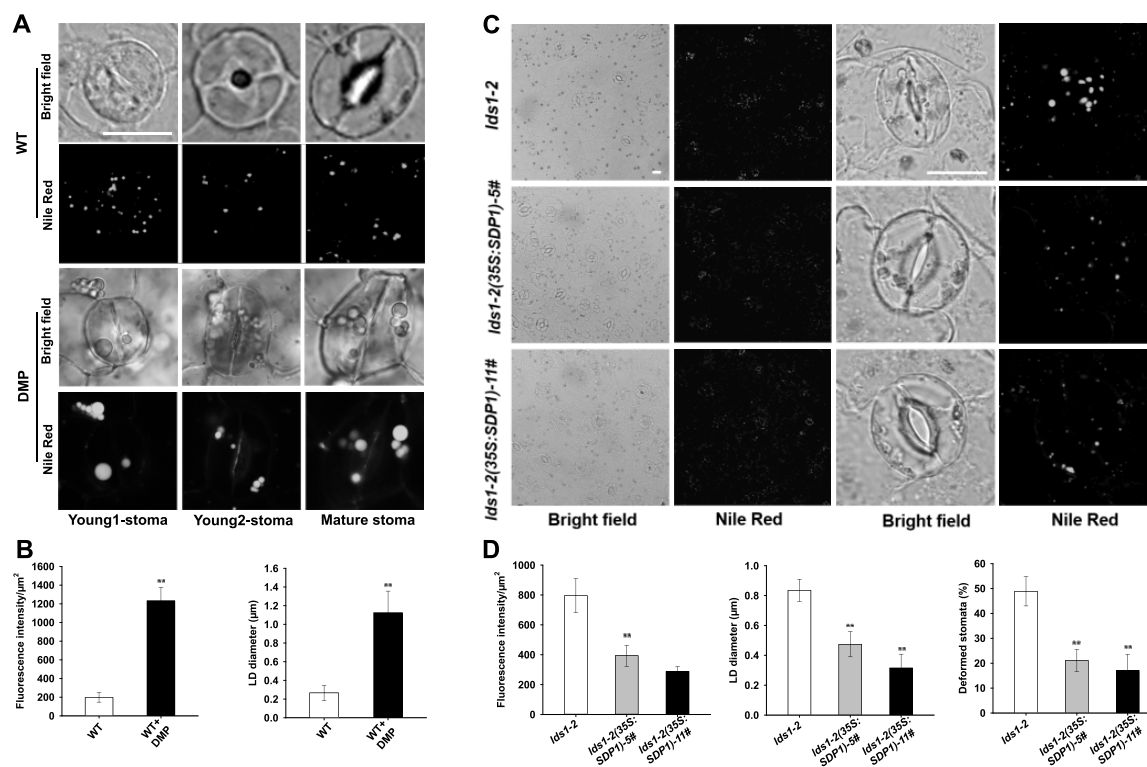 A
WT
Bright field
Nile Red
DMP
Bright field
Nile Red
Young1-stoma
Young2-stoma
Mature stoma
B
Fluorescence intensity/µm²
1600
1400
1200
1000
800
600
400
200
0
**
WT
WT+
DMP
LD diameter (µm)
1.6
1.4
1.2
1.0
0.8
0.6
0.4
0.2
0.0
**
WT
WT+
DMP
C
lds1-2
lds1-2(35S:SDP1)-5#
lds1-2(35S:SDP1)-11#
Bright field
Nile Red
Bright field
Nile Red
D
Fluorescence intensity/µm²
1000
800
600
400
200
0
**
lds1-2
lds1-2(35S:
SDP1)-5#
lds1-2(35S:
SDP1)-11#
LD diameter (µm)
1.0
0.8
0.6
0.4
0.2
0.0
**
**
lds1-2
lds1-2(35S:
SDP1)-5#
lds1-2(35S:
SDP1)-11#
Deformed stomata (%)
60
50
40
30
20
10
0
**
**
lds1-2
lds1-2(35S:
SDP1)-5#
lds1-2(35S:
SDP1)-11#